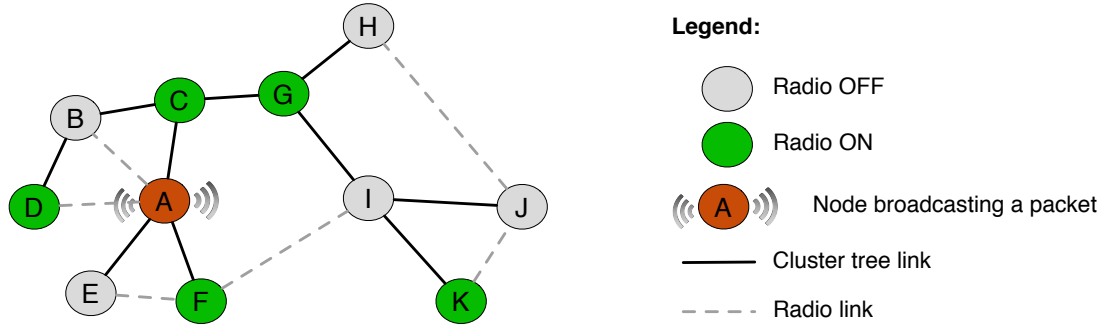 H
Legend:
C
G
Radio OFF
B
Radio ON
D
A
I
J
A
Node broadcasting a packet
E
F
K
Cluster tree link
Radio link